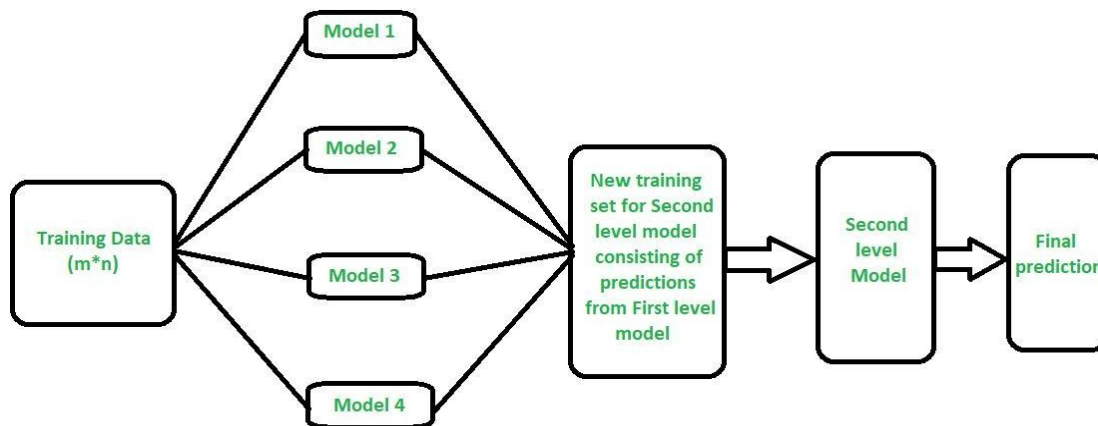 Model 1
Model 2
Training Data
(m*n)
Model 3
Model 4
New training
set for Second
level model
consisting of
predictions
from First level
model
Second
level
Model
Final
prediction